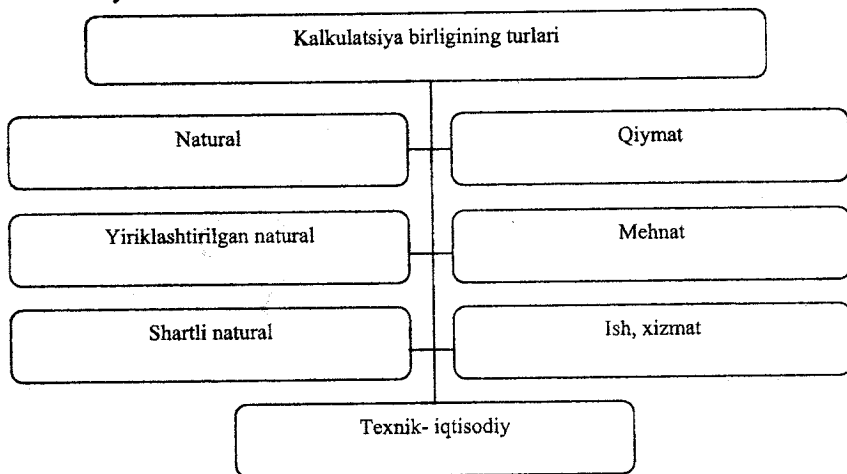 Kalkulatsiya birligining turlari
Natural
Qiymat
Yiriklashtirilgan natural
Mehnat
Shartli natural
Ish, xizmat
Texnik- iqtisodiy